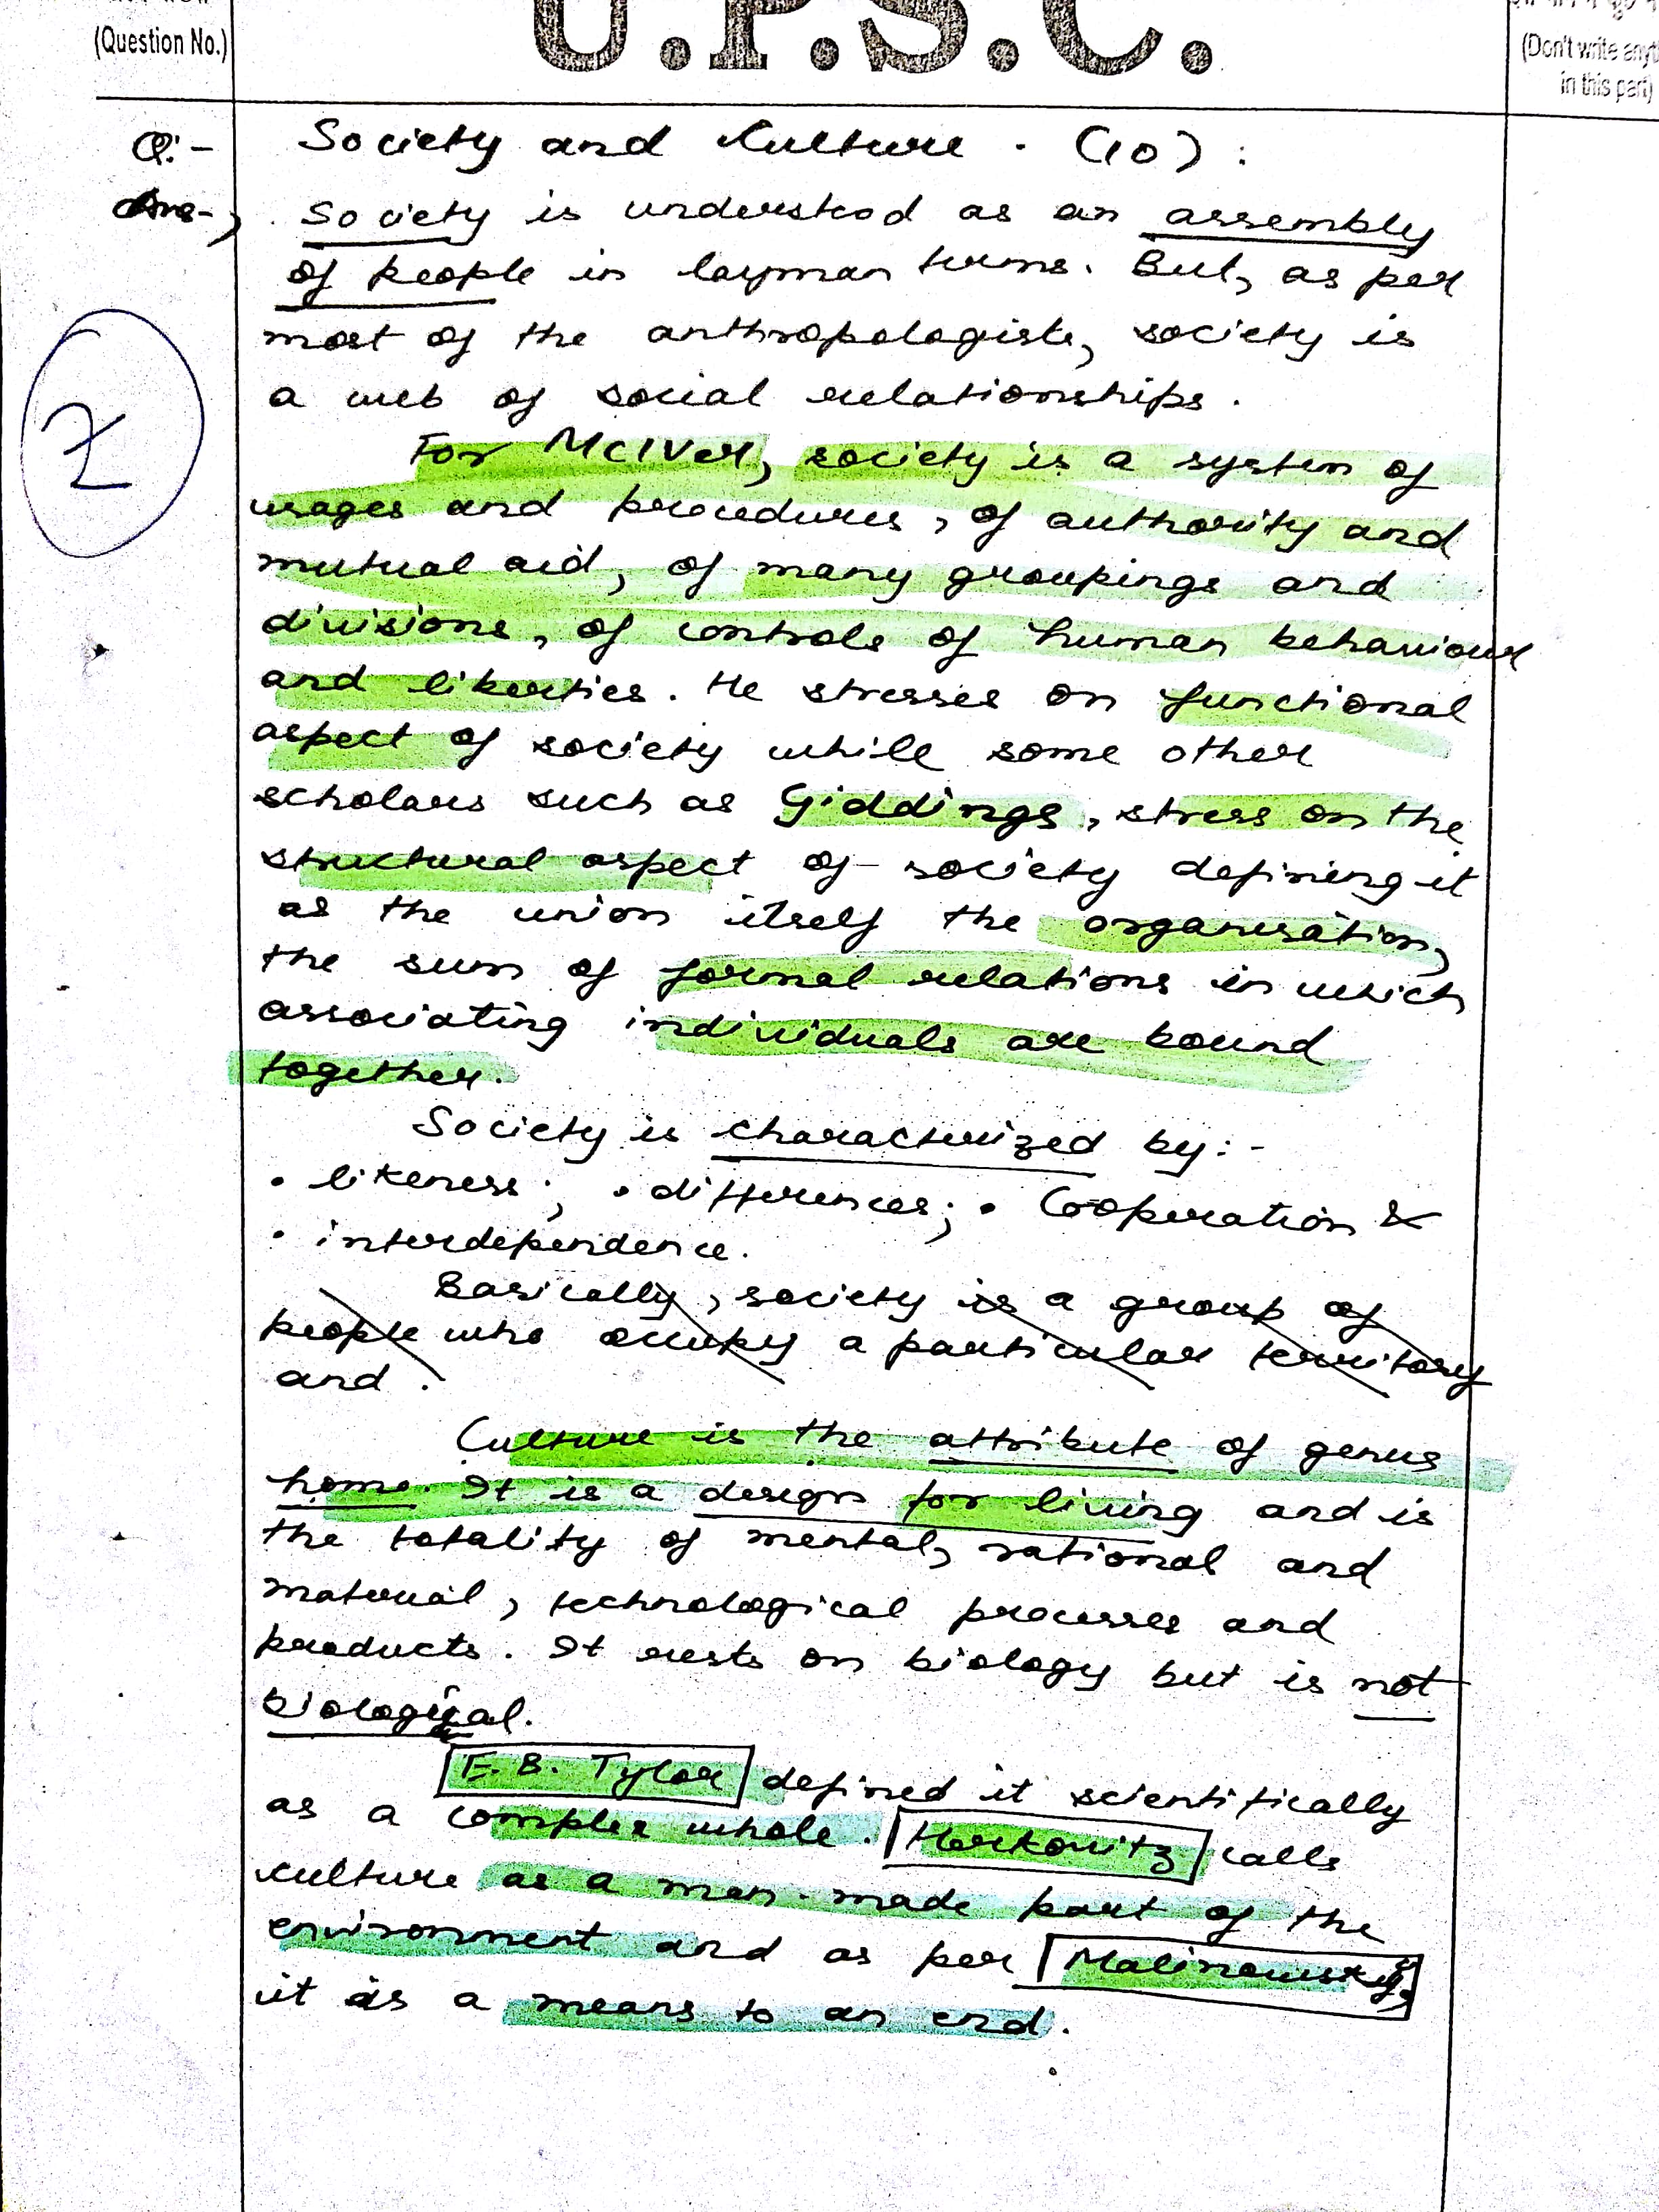 (Question No.)
U.P.S.C.
(Don't write anyt
in this part)
Q:- Society and Culture. (10):
Ans-, Society is understood as an assembly
of people in layman terms. But, as per
most of the anthropologists, society is
a web of social relationships.
For McIver, society is a system of
usages and procedures, of authority and
mutual aid, of many groupings and
divisions, of controls of human behaviour
and liberties. He stresses on functional
aspect of society while some other
scholars such as Giddings, stress on the
structural aspect of society defining it
as the union itself the organisation,
the sum of formal relations in which
associating individuals are bound
together.
Society is characterized by:-
• likeness; • differences; • Cooperation &
• interdependence.
Basically, society is a group of
people who occupy a particular territory
and.
Culture is the attribute of genus
homo. It is a design for living and is
the totality of mental, rational and
material, technological processes and
products. It rests on biology but is not
biological.
E.B. Tylor defined it scientifically
as a complex whole. Herkovitz calls
culture as a man-made part of the
environment and as per Malinowsky,
it is a means to an end.